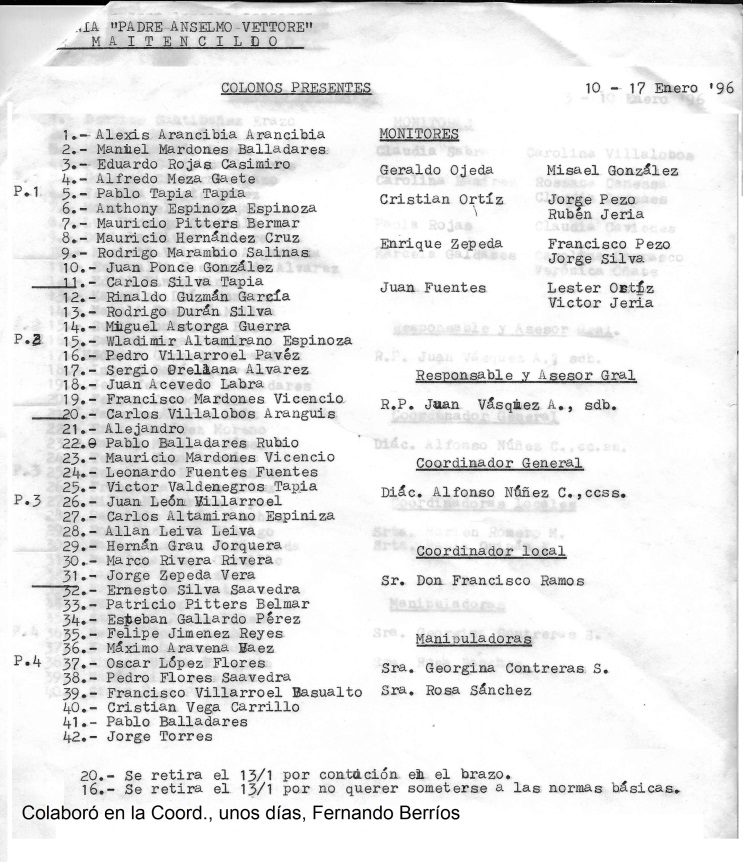 ÍA "PADRE ANSELMO VETTORE"
MAITENCILDO
COLONOS PRESENTES
10 - 17 Enero '96
1.- Alexis Arancibia Arancibia
2.- Manuel Mardones Balladares
3.- Eduardo Rojas Casimiro
4.- Alfredo Meza Gaete
P.1 5.- Pablo Tapia Tapia
6.- Anthony Espinoza Espinoza
7.- Mauricio Pitters Bermar
8.- Mauricio Hernández Cruz
9.- Rodrigo Marambio Salinas
10.- Juan Ponce González
11.- Carlos Silva Tapia
12.- Rinaldo Guzmán García
13.- Rodrigo Durán Silva
14.- Miguel Astorga Guerra
P.2 15.- Wladimir Altamirano Espinoza
16.- Pedro Villarroel Pavéz
17.- Sergio Orellana Alvarez
18.- Juan Acevedo Labra
19.- Francisco Mardones Vicencio
20.- Carlos Villalobos Aranguis
21.- Alejandro
22.- Pablo Balladares Rubio
23.- Mauricio Mardones Vicencio
24.- Leonardo Fuentes Fuentes
25.- Victor Valdenegros Tapia
P.3 26.- Juan León Villarroel
27.- Carlos Altamirano Espiniza
28.- Allan Leiva Leiva
29.- Hernán Grau Jorquera
30.- Marco Rivera Rivera
31.- Jorge Zepeda Vera
32.- Ernesto Silva Saavedra
33.- Patricio Pitters Belmar
34.- Esteban Gallardo Pérez
35.- Felipe Jimenez Reyes
36.- Máximo Aravena Baez
P.4 37.- Oscar López Flores
38.- Pedro Flores Saavedra
39.- Francisco Villarroel Basualto
40.- Cristian Vega Carrillo
41.- Pablo Balladares
42.- Jorge Torres
MONITORES
Geraldo Ojeda Misael González
Cristian Ortíz Jorge Pezo
Rubén Jeria
Enrique Zepeda Francisco Pezo
Jorge Silva
Juan Fuentes Lester Ortíz
Victor Jeria
Responsable y Asesor Gral
R.P. Juan Vásquez A., sdb.
Coordinador General
Diác. Alfonso Núñez C.,ccss.
Coordinador local
Sr. Don Francisco Ramos
Manipuladoras
Sra. Georgina Contreras S.
Sra. Rosa Sánchez
20.- Se retira el 13/1 por contución en el brazo.
16.- Se retira el 13/1 por no querer someterse a las normas básicas.
Colaboró en la Coord., unos días, Fernando Berríos